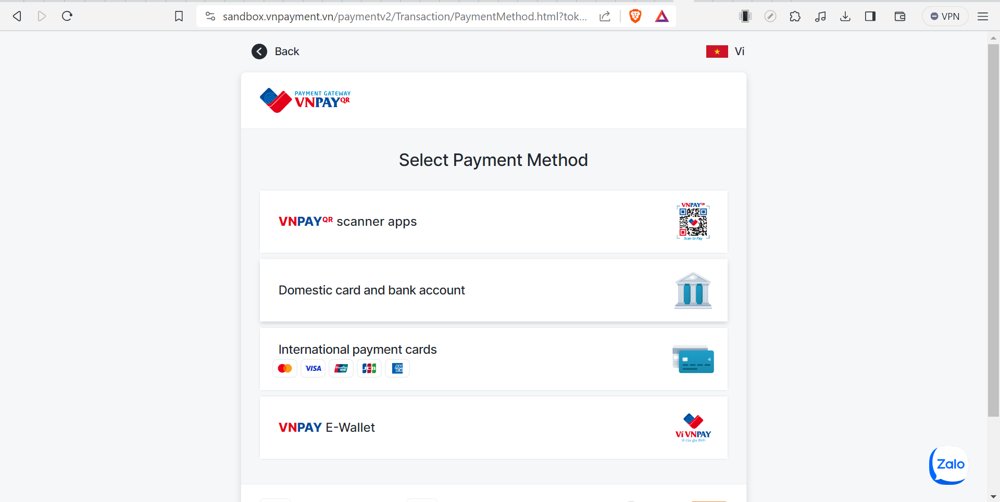 sandbox.vnpayment.vn/paymentv2/Transaction/PaymentMethod.html?tok...
VPN
Back
Vi
PAYMENT GATEWAY
VNPAYQR
Select Payment Method
VNPAYQR scanner apps
VNPAYQR
Scan to Pay
Domestic card and bank account
International payment cards
VISA
UnionPay
JCB
AMEX
VNPAY E-Wallet
Ví VNPAY
Ví của gia đình
Zalo